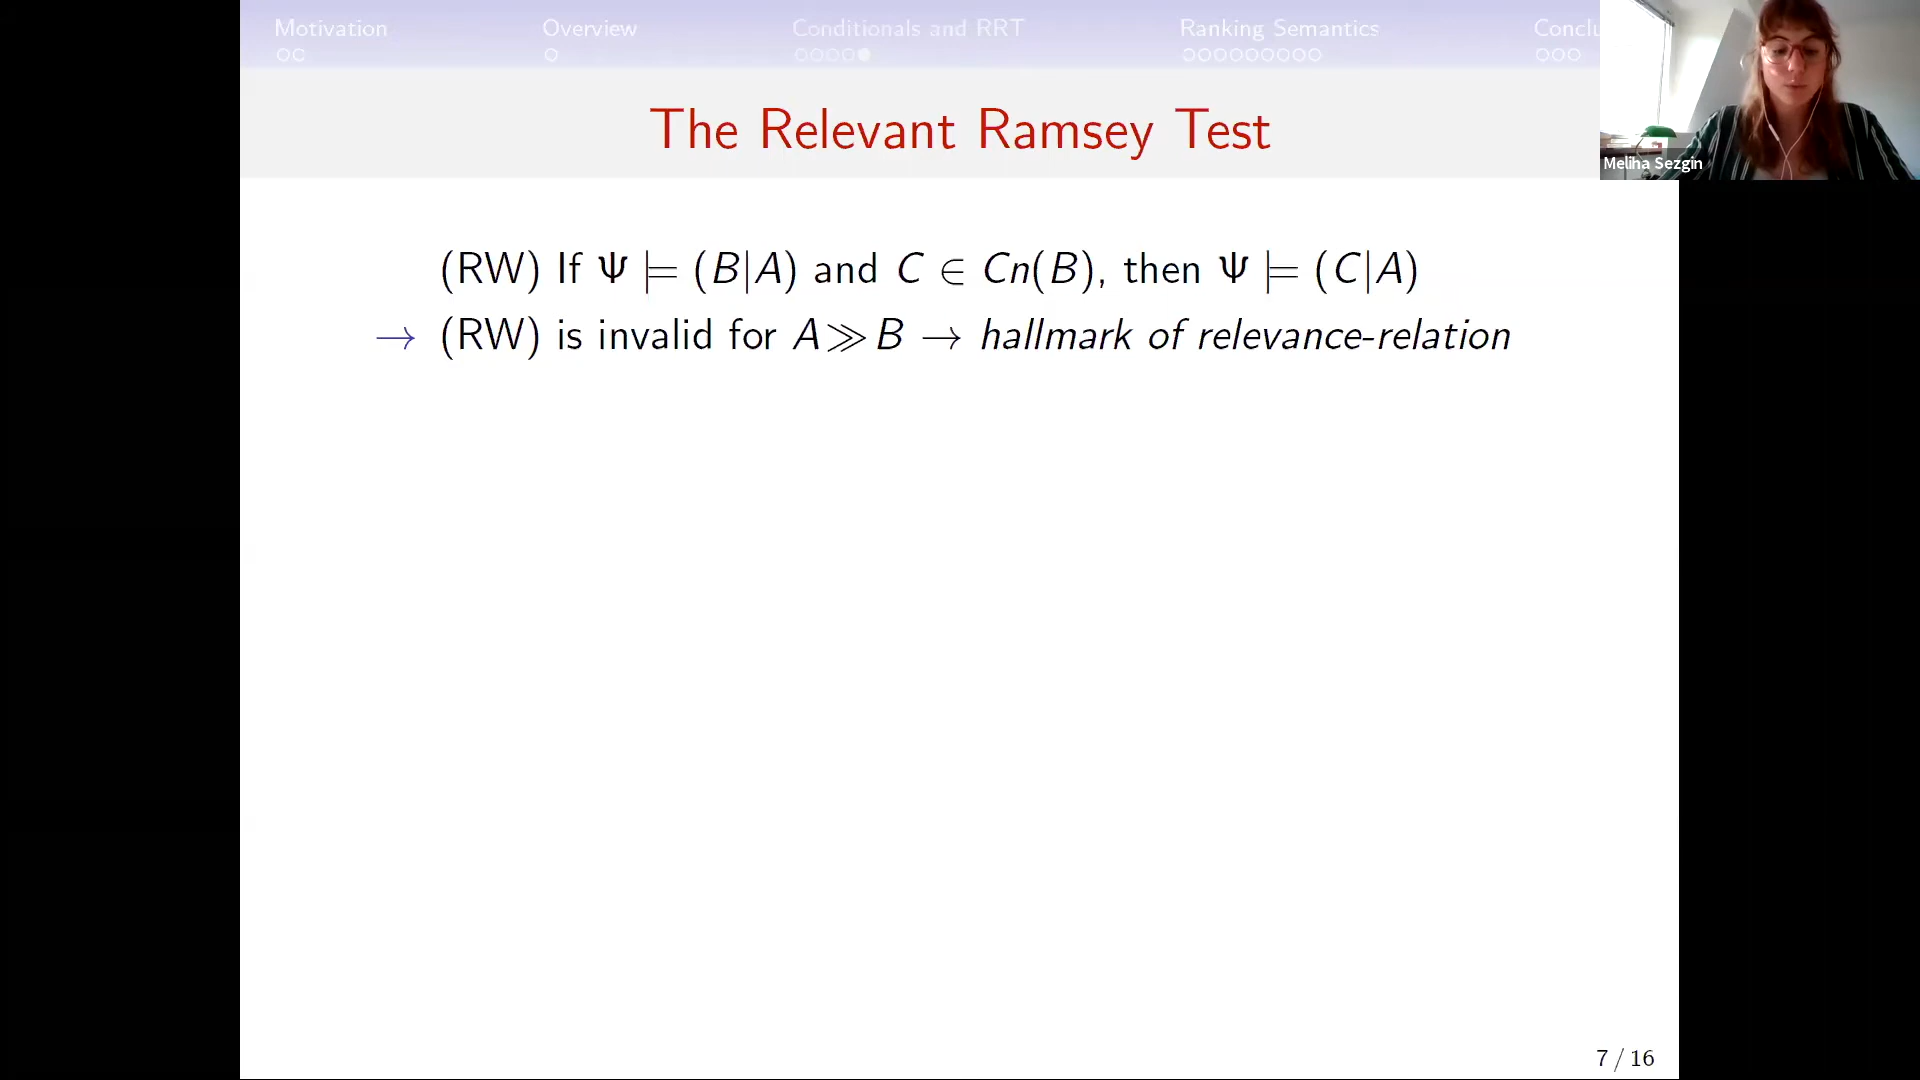 Motivation
Overview
Conditionals and RRT
Ranking Semantics
Conclu
The Relevant Ramsey Test
Meliha Sezgin
(RW) If Ψ ⊨ (B|A) and C ∈ Cn(B), then Ψ ⊨ (C|A)
→ (RW) is invalid for A ≫ B → hallmark of relevance-relation
7 / 16